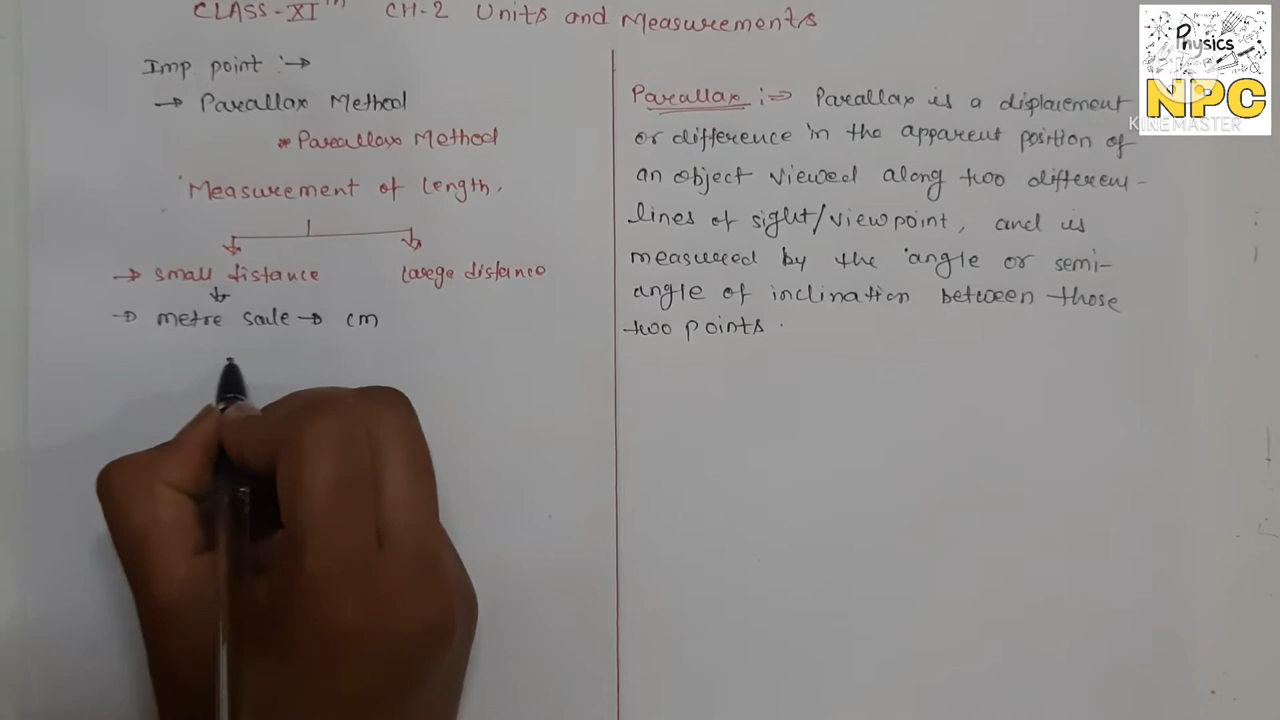 CLASS-XIth CH-2 Units and Measurements
Imp point :→
→ Parallax Method
* Parallax Method
Measurement of length.
→ small distance large distance
→ metre scale → cm
Parallax :⇒ Parallax is a displacement
or difference in the apparent position of
an object viewed along two different
lines of sight/viewpoint, and is
measured by the angle or semi-
angle of inclination between those
two points.
Physics
NPC
KINEMASTER